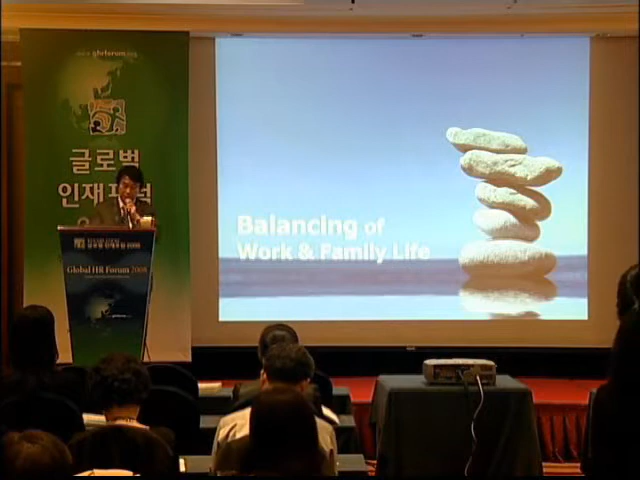 글로벌
인재포럼
Balancing of
Work & Family Life
Global HR Forum 2008